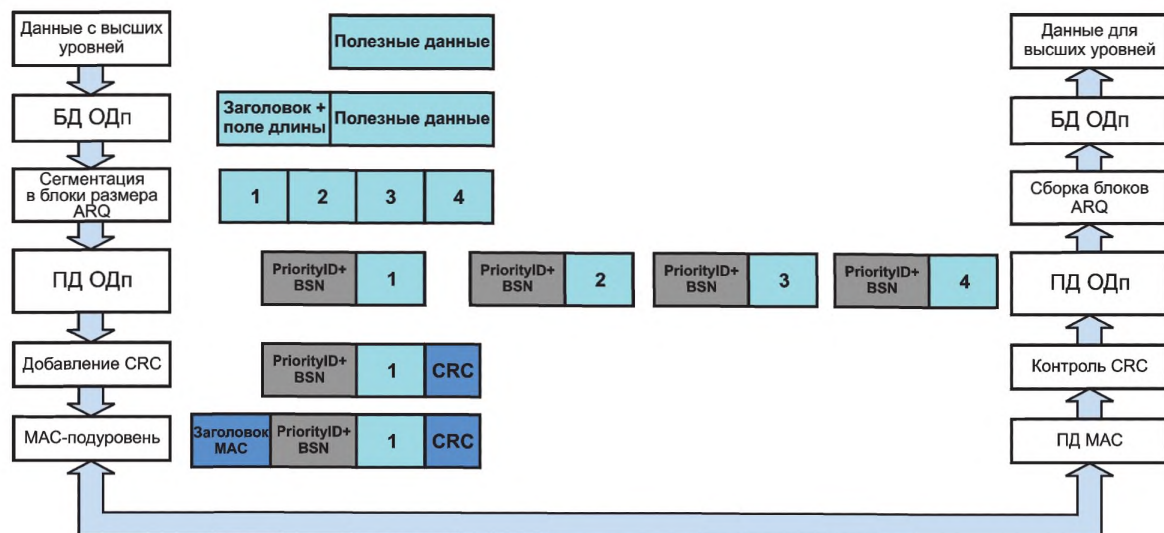 Данные с высших
уровней
Полезные данные
Данные для
высших уровней
БД ОДп
Заголовок +
поле длины
Полезные данные
БД ОДп
Сегментация
в блоки размера
ARQ
1
2
3
4
Сборка блоков
ARQ
ПД ОДп
PriorityID+
BSN
1
PriorityID+
BSN
2
PriorityID+
BSN
3
PriorityID+
BSN
4
ПД ОДп
Добавление CRC
PriorityID+
BSN
1
CRC
Контроль CRC
МАС-подуровень
Заголовок
МАС
PriorityID+
BSN
1
CRC
ПД МАС